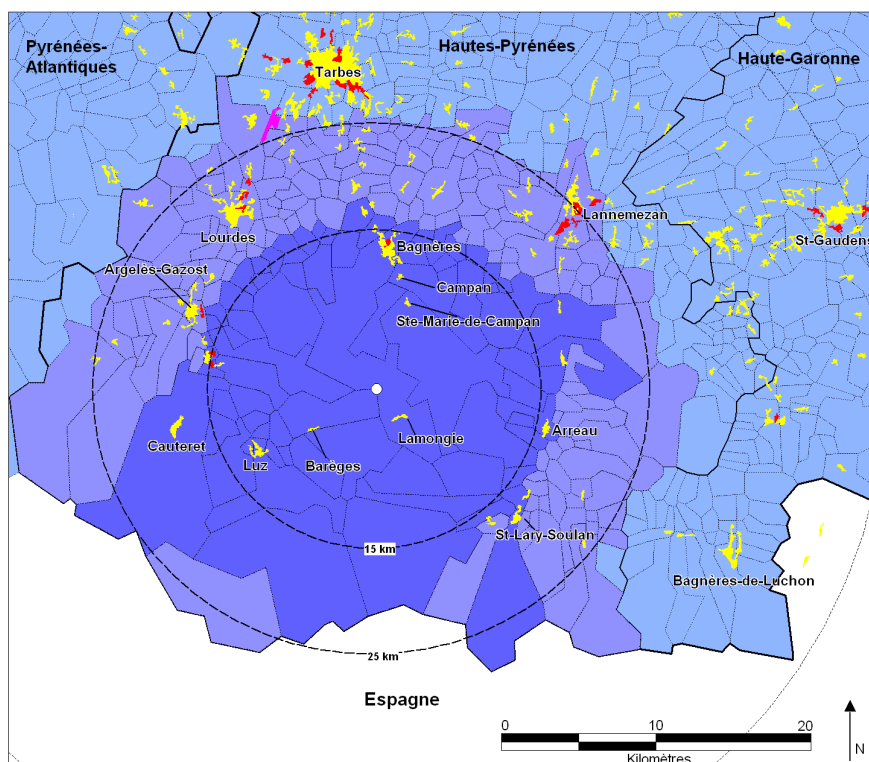 Pyrénées-
Atlantiques
Hautes-Pyrénées
Haute-Garonne
Tarbes
Lannemezan
Lourdes
St-Gaudens
Bagnères
Argelès-Gazost
Campan
Ste-Marie-de-Campan
Cauteret
Luz
Barèges
Lamongie
Arreau
St-Lary-Soulan
15 km
Bagnères-de-Luchon
25 km
Espagne
0 10 20
Kilomètres
N